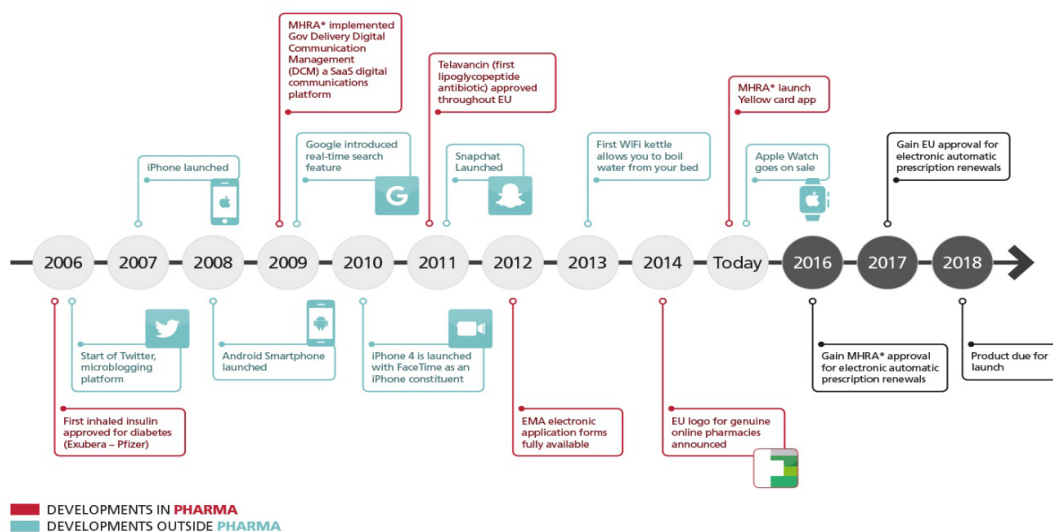 MHRA* implemented
Gov Delivery Digital
Communication
Management
(DCM) a SaaS digital
communications
platform
Telavancin (first
lipoglycopeptide
antibiotic) approved
throughout EU
MHRA* launch
Yellow card app
iPhone launched
Google introduced
real-time search
feature
G
Snapchat
Launched
First WiFi kettle
allows you to boil
water from your bed
Apple Watch
goes on sale
Gain EU approval for
electronic automatic
prescription renewals
2006
2007
2008
2009
2010
2011
2012
2013
2014
Today
2016
2017
2018
Start of Twitter,
microblogging
platform
Android Smartphone
launched
iPhone 4 is launched
with FaceTime as an
iPhone constituent
Gain MHRA* approval
for electronic automatic
prescription renewals
Product due for
launch
First inhaled insulin
approved for diabetes
(Exubera – Pfizer)
EMA electronic
application forms
fully available
EU logo for genuine
online pharmacies
announced
DEVELOPMENTS IN PHARMA
DEVELOPMENTS OUTSIDE PHARMA